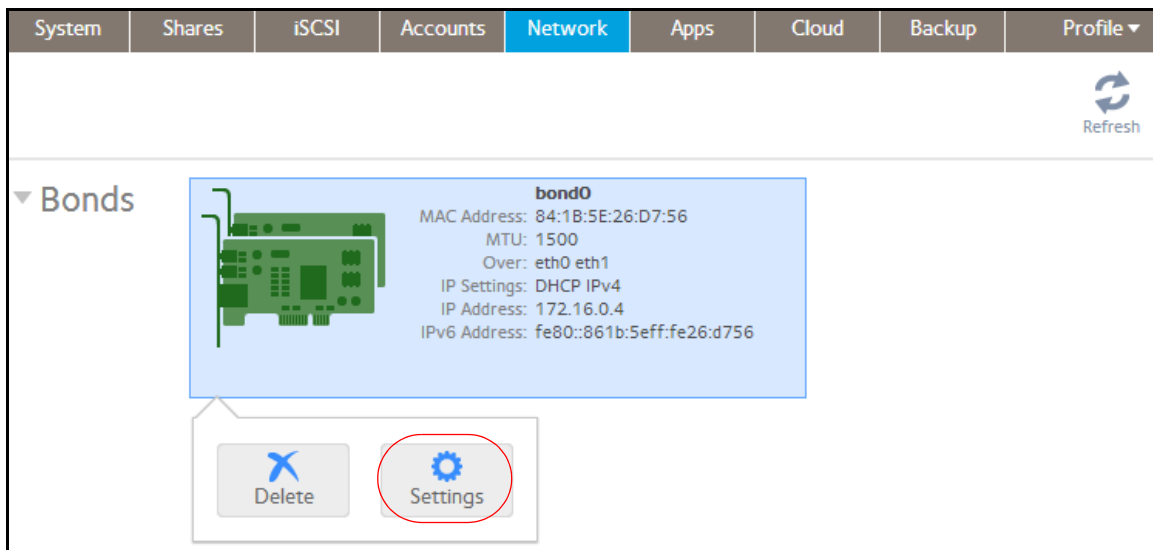 System Shares iSCSI Accounts Network Apps Cloud Backup Profile ▾
Refresh
Bonds
bond0
MAC Address: 84:1B:5E:26:D7:56
MTU: 1500
Over: eth0 eth1
IP Settings: DHCP IPv4
IP Address: 172.16.0.4
IPv6 Address: fe80::861b:5eff:fe26:d756
Delete Settings